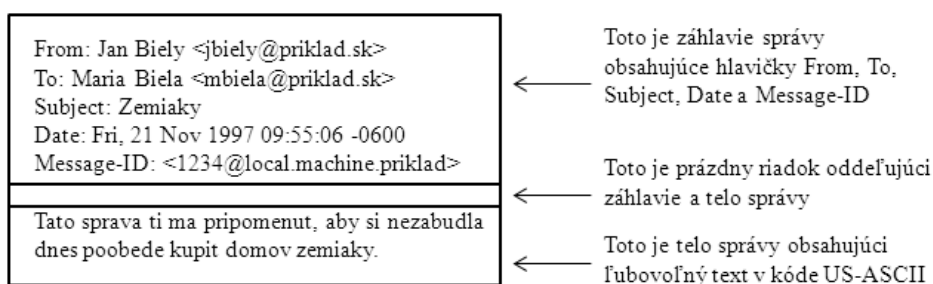 From: Jan Biely <jbiely@priklad.sk>
To: Maria Biela <mbiela@priklad.sk>
Subject: Zemiaky
Date: Fri, 21 Nov 1997 09:55:06 -0600
Message-ID: <1234@local.machine.priklad>
Tato sprava ti ma pripomenut, aby si nezabudla
dnes poobede kupit domov zemiaky.
Toto je záhlavie správy
obsahujúce hlavičky From, To,
Subject, Date a Message-ID
Toto je prázdny riadok oddeľujúci
záhlavie a telo správy
Toto je telo správy obsahujúci
ľubovoľný text v kóde US-ASCII